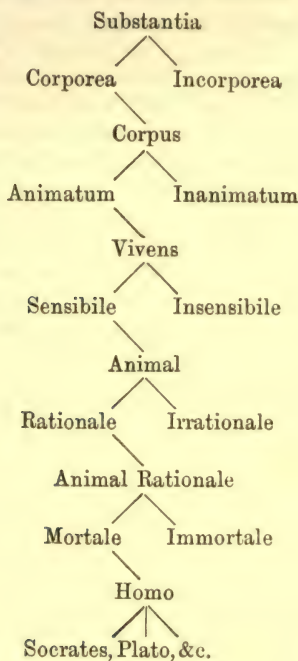 Substantia
Corporea Incorporea
Corpus
Animatum Inanimatum
Vivens
Sensibile Insensibile
Animal
Rationale Irrationale
Animal Rationale
Mortale Immortale
Homo
Socrates, Plato, &c.